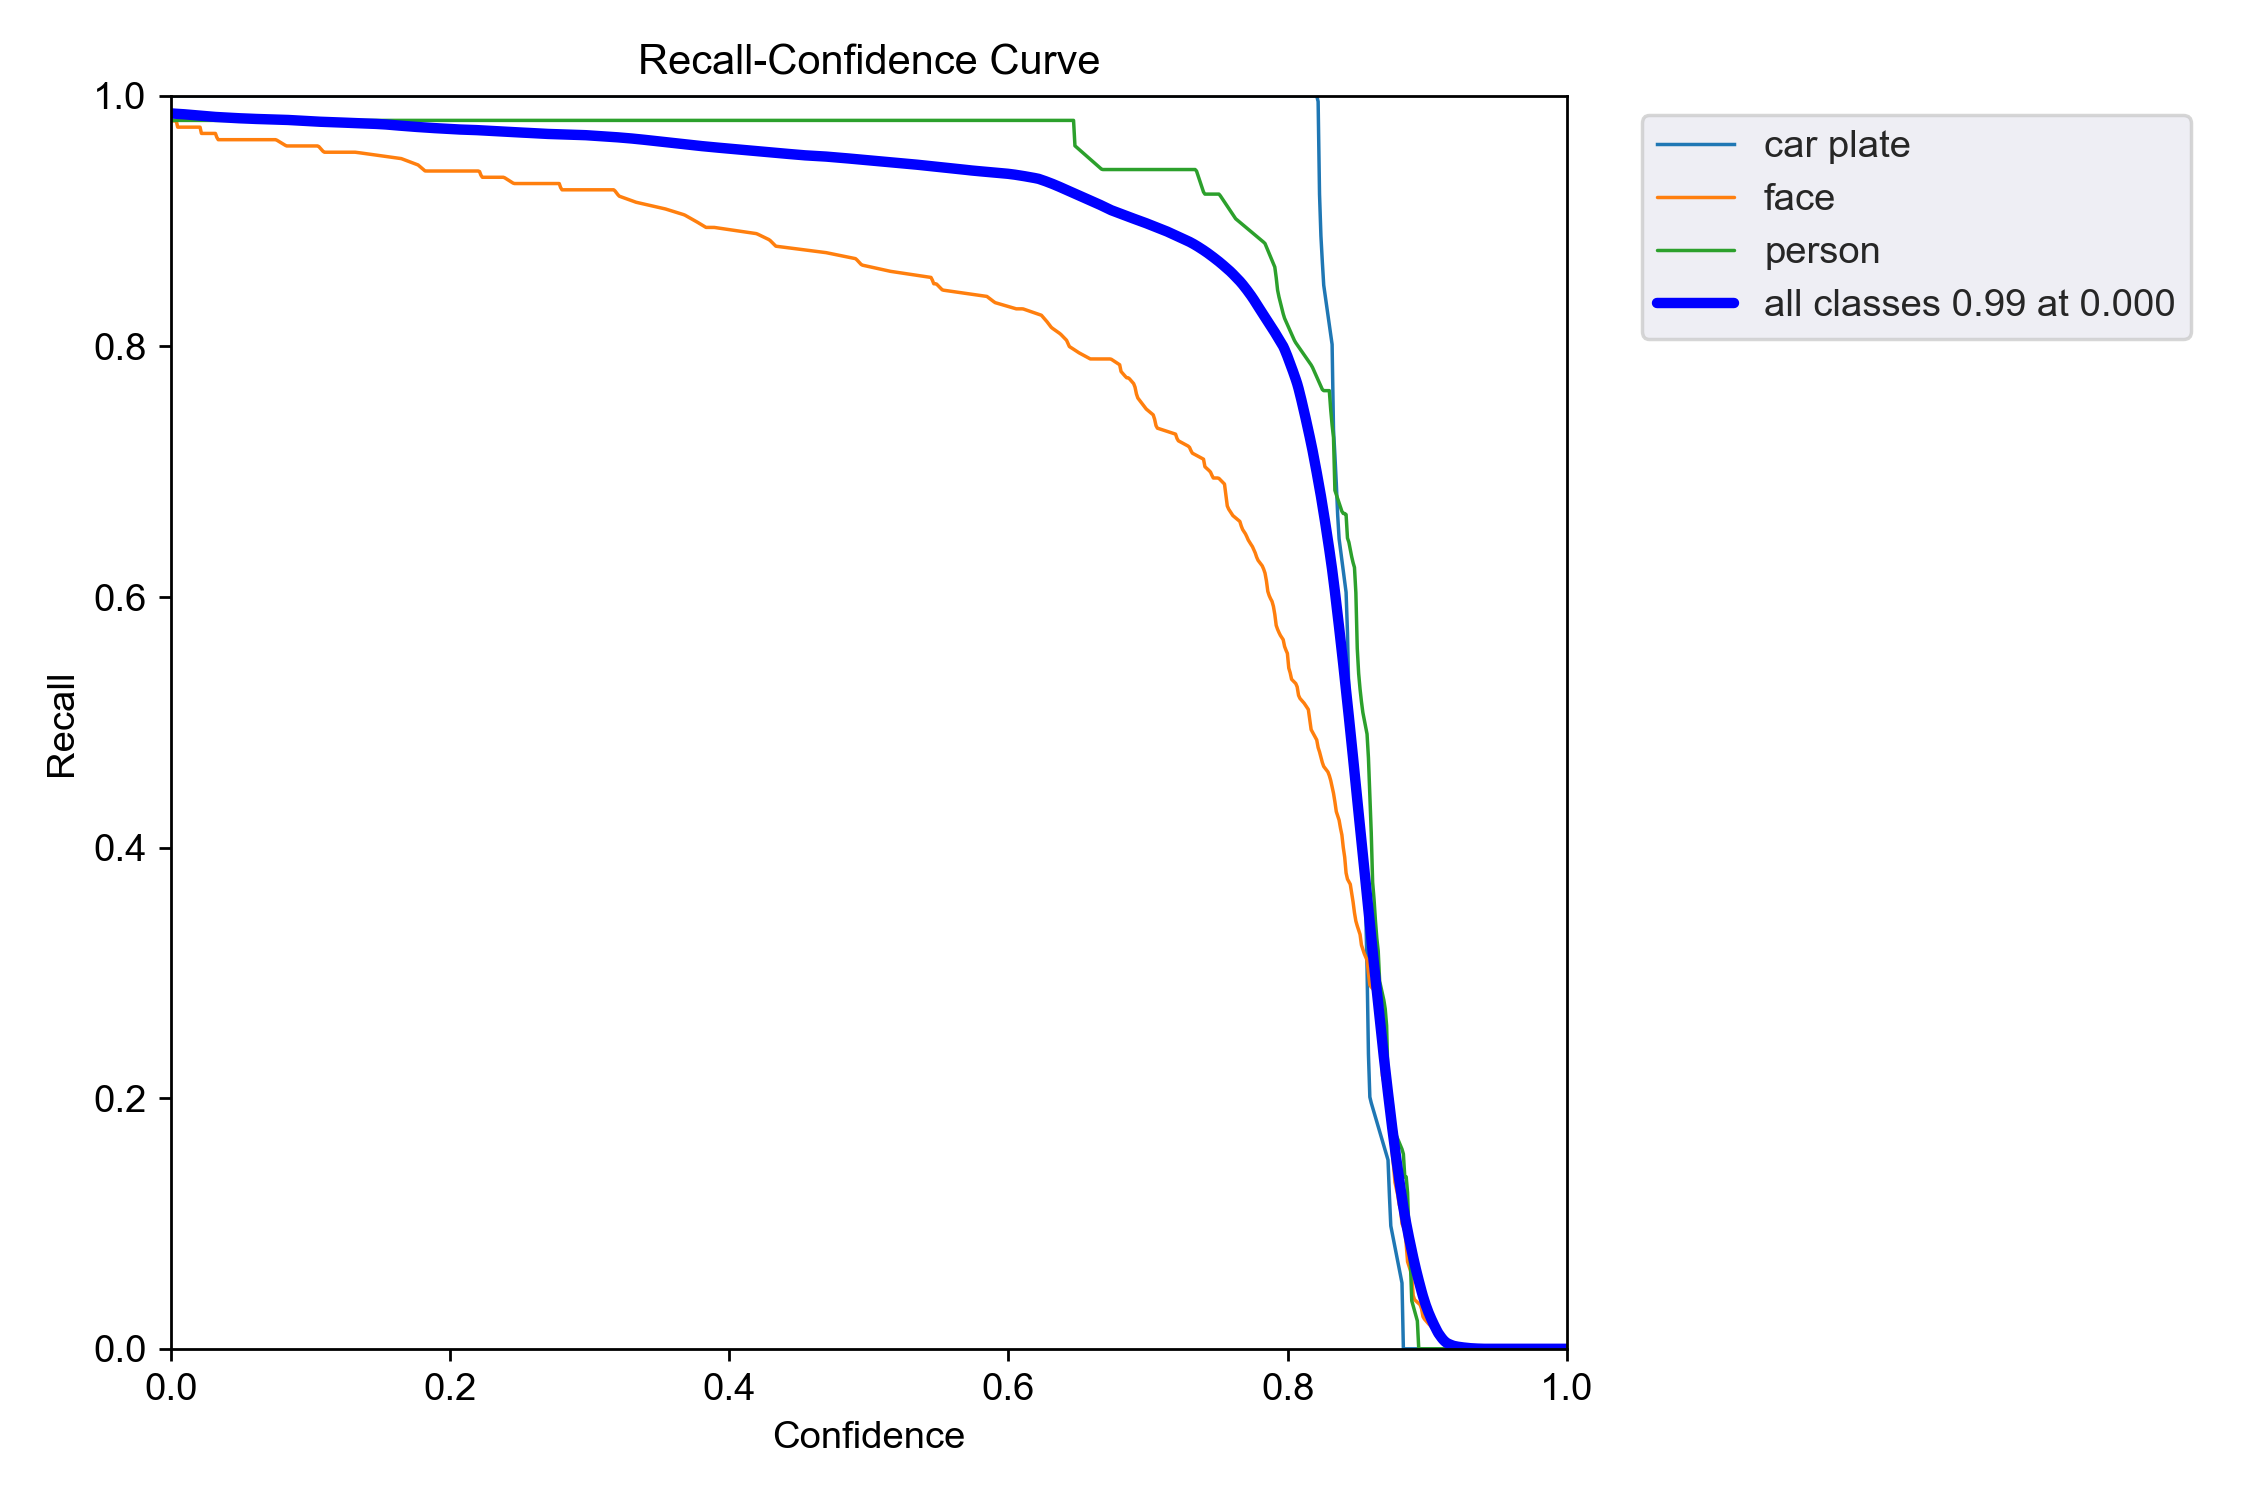 Recall-Confidence Curve
1.0
0.8
0.6
0.4
0.2
0.0
Recall
0.0 0.2 0.4 0.6 0.8 1.0
Confidence
car plate
face
person
all classes 0.99 at 0.000